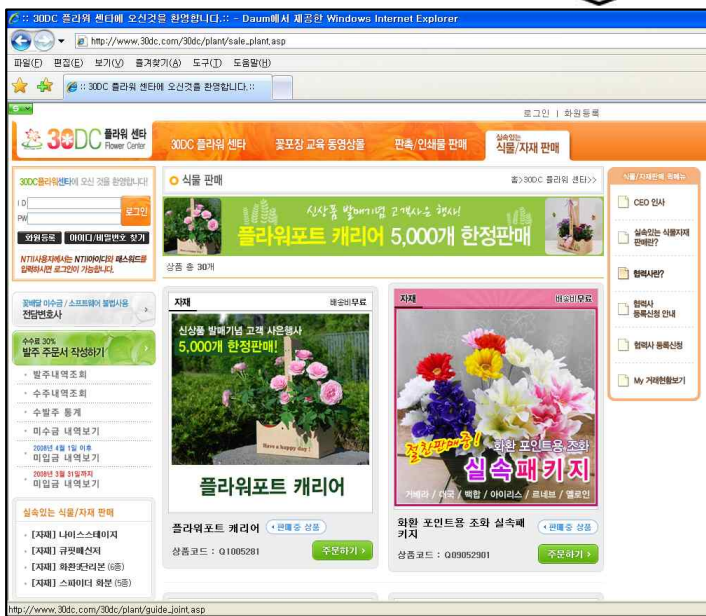 :: 30DC 플라워 센타에 오신것을 환영합니다.:: - Daum에서 제공한 Windows Internet Explorer
http://www.30dc.com/30dc/plant/sale_plant.asp
파일(F) 편집(E) 보기(V) 즐겨찾기(A) 도구(T) 도움말(H)
:: 30DC 플라워 센타에 오신것을 환영합니다.::
로그인 | 회원등록
30DC 플라워 센타 Flower Center
30DC 플라워 센타
꽃포장 교육 동영상몰
판촉/인쇄물 판매
실속있는
식물/자재 판매
30DC플라워센타에 오신 것을 환영합니다!
ID
PW
로그인
회원등록 아이디/비밀번호 찾기
NTII사용자께서는 NTII아이디와 패스워드를
입력하시면 로그인이 가능합니다.
꽃배달 미수금 / 소프트웨어 불법사용
전담변호사
수수료 30%
발주 주문서 작성하기
발주내역조회
수주내역조회
수발주 통계
미수금 내역보기
2008년 4월 1일 이후
미입금 내역보기
2008년 3월 31일까지
미입금 내역보기
실속있는 식물/자재 판매
[자재] 나이스스테이지
[자재] 큐핏메신저
[자재] 화환3단리본 (6종)
[자재] 스파이더 화분 (5종)
식물 판매
홈>30DC 플라워 센타>>
신상품 발매기념 고객사은 행사!
플라워포트 캐리어 5,000개 한정판매
상품 총 30개
자재 배송비무료
신상품 발매기념 고객 사은행사
5,000개 한정판매!
Have a happy day!
플라워포트 캐리어
플라워포트 캐리어
판매중 상품
상품코드 : Q1005281
주문하기
자재 배송비무료
절찬판매중!
화환 포인트용 조화
실속패키지
거베라 / 대국 / 백합 / 아이리스 / 르네브 / 옐로인
화환 포인트용 조화 실속패
키지
판매중 상품
상품코드 : Q09052901
주문하기
식물/자재판매 퀵메뉴
CEO 인사
실속있는 식물자재
판매란?
협력사란?
협력사
등록신청 안내
협력사 등록신청
My 거래현황보기
http://www.30dc.com/30dc/plant/guide_joint.asp